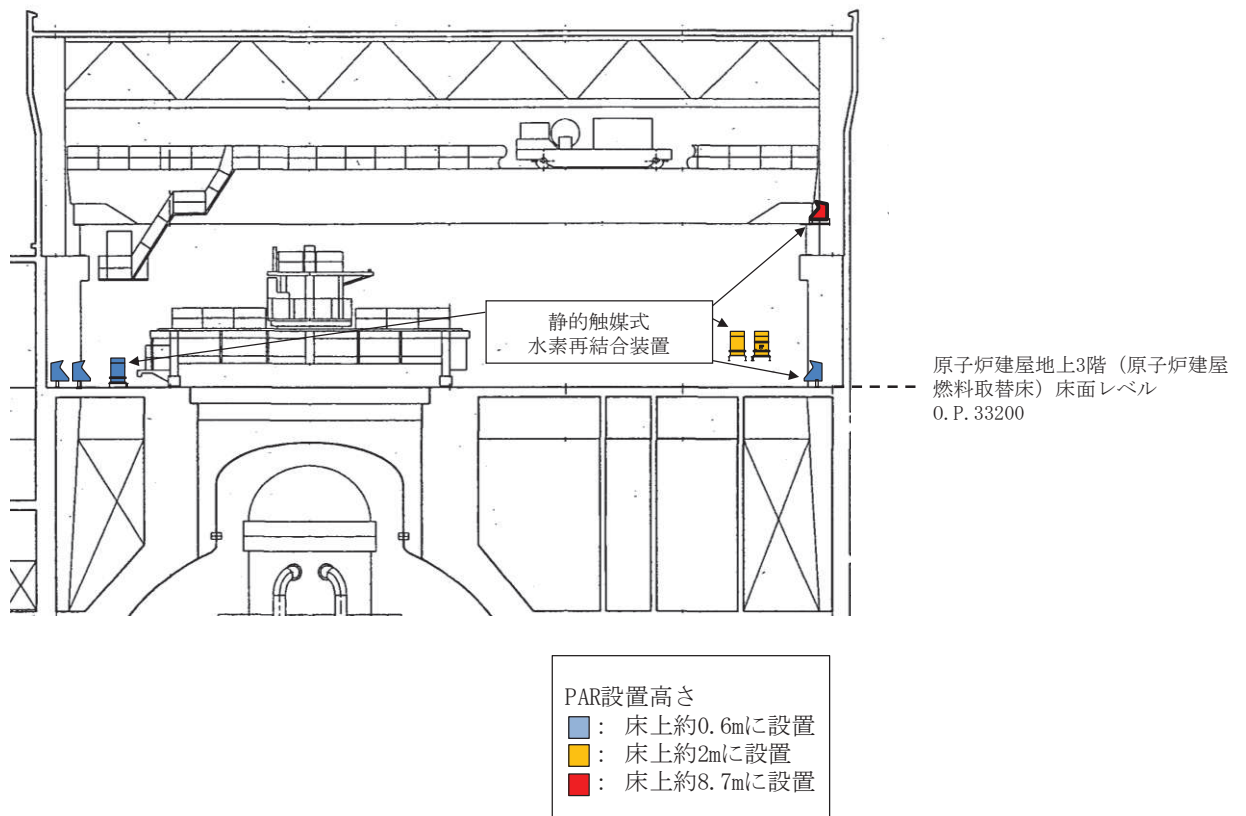 静的触媒式
水素再結合装置
原子炉建屋地上3階（原子炉建屋
燃料取替床）床面レベル
O.P.33200
PAR設置高さ
： 床上約0.6mに設置
： 床上約2mに設置
： 床上約8.7mに設置